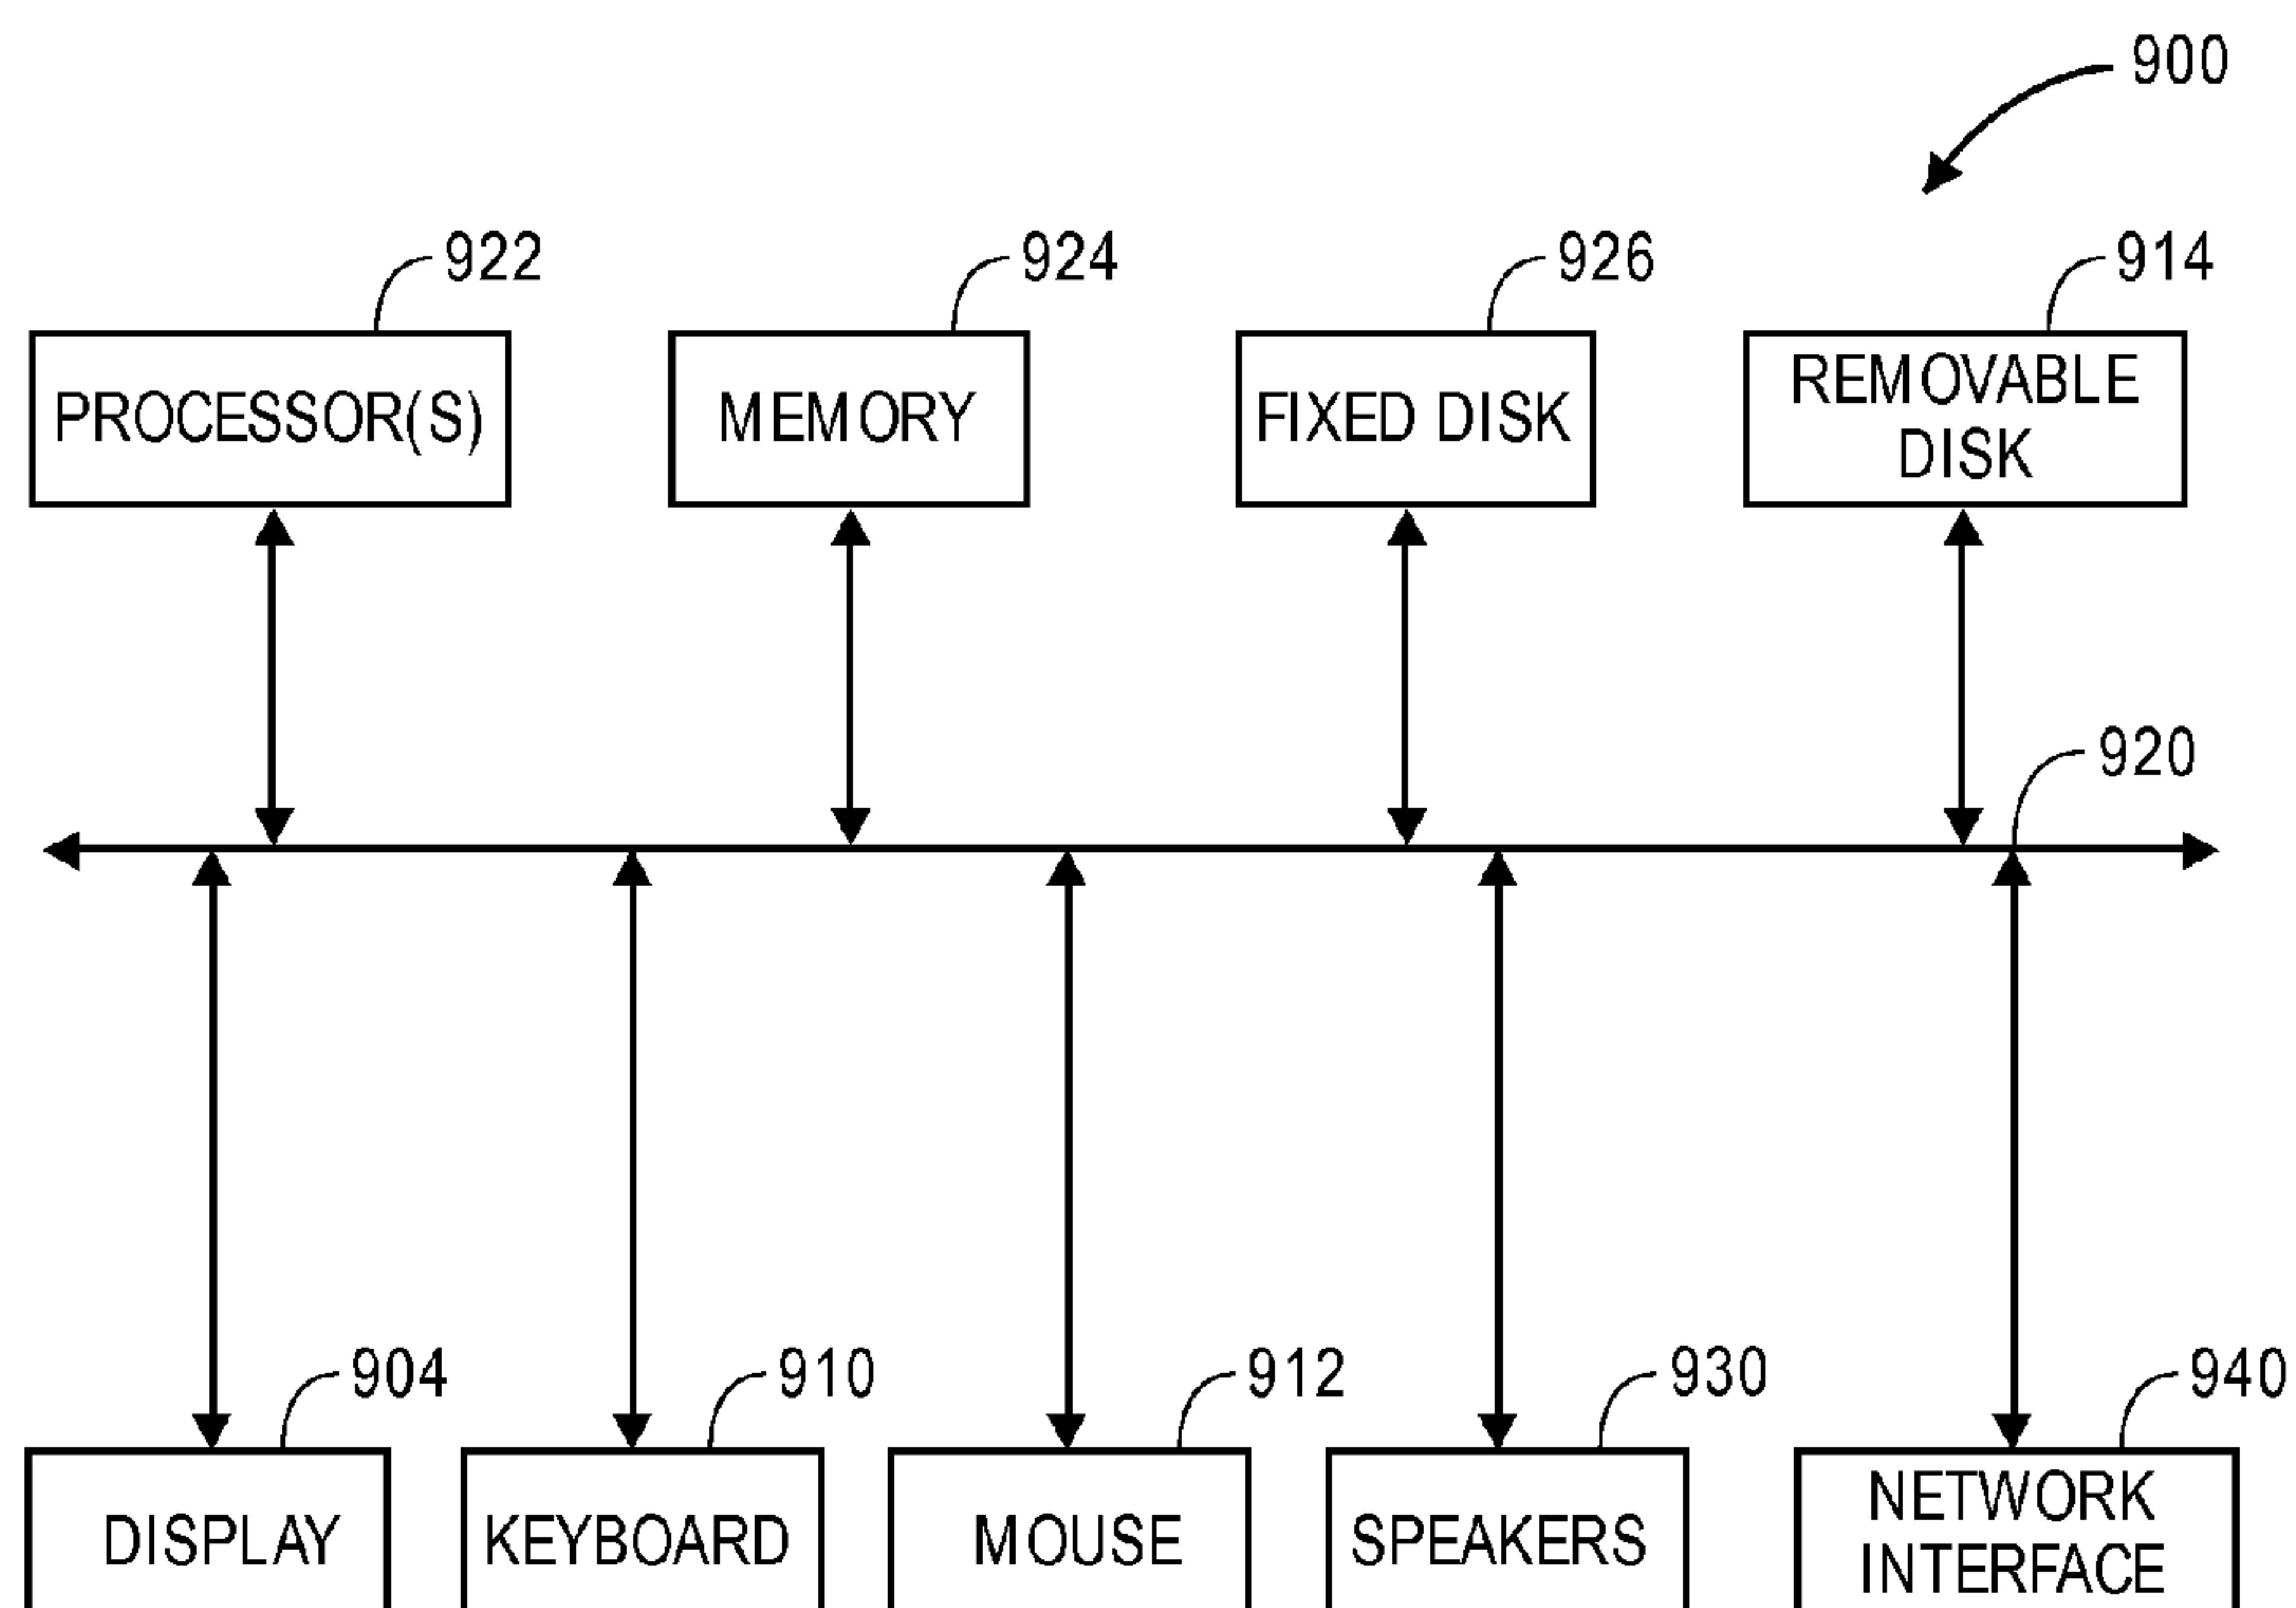 900
922
924
926
914
PROCESSOR(S)
MEMORY
FIXED DISK
REMOVABLE
DISK
920
904
910
912
930
940
DISPLAY
KEYBOARD
MOUSE
SPEAKERS
NETWORK
INTERFACE